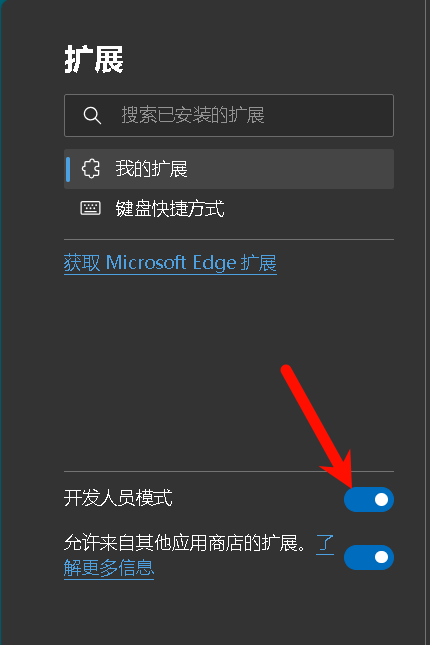 扩展
搜索已安装的扩展
我的扩展
键盘快捷方式
获取 Microsoft Edge 扩展
开发人员模式
允许来自其他应用商店的扩展。了
解更多信息